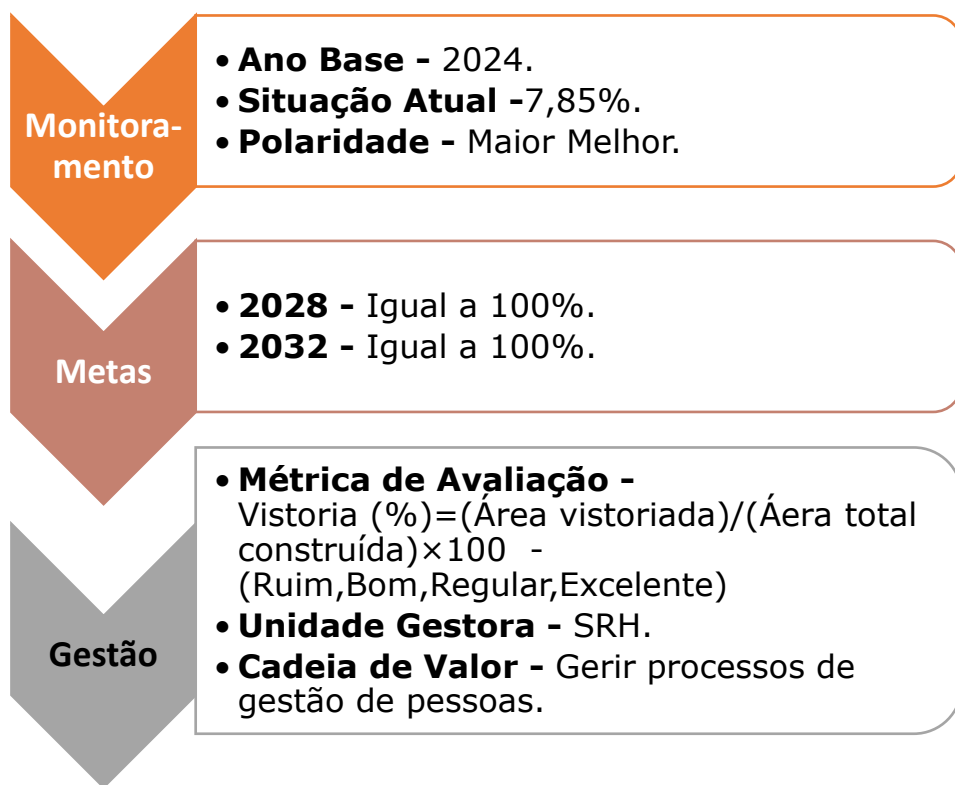 Monitora-
mento
• Ano Base - 2024.
• Situação Atual -7,85%.
• Polaridade - Maior Melhor.
Metas
• 2028 - Igual a 100%.
• 2032 - Igual a 100%.
Gestão
• Métrica de Avaliação -
Vistoria (%)=(Área vistoriada)/(Áera total
construída)×100 -
(Ruim,Bom,Regular,Excelente)
• Unidade Gestora - SRH.
• Cadeia de Valor - Gerir processos de
gestão de pessoas.